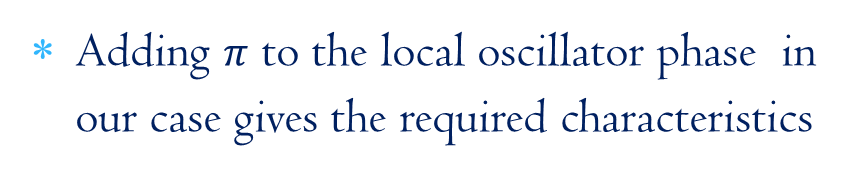 * Adding π to the local oscillator phase  in
our case gives the required characteristics